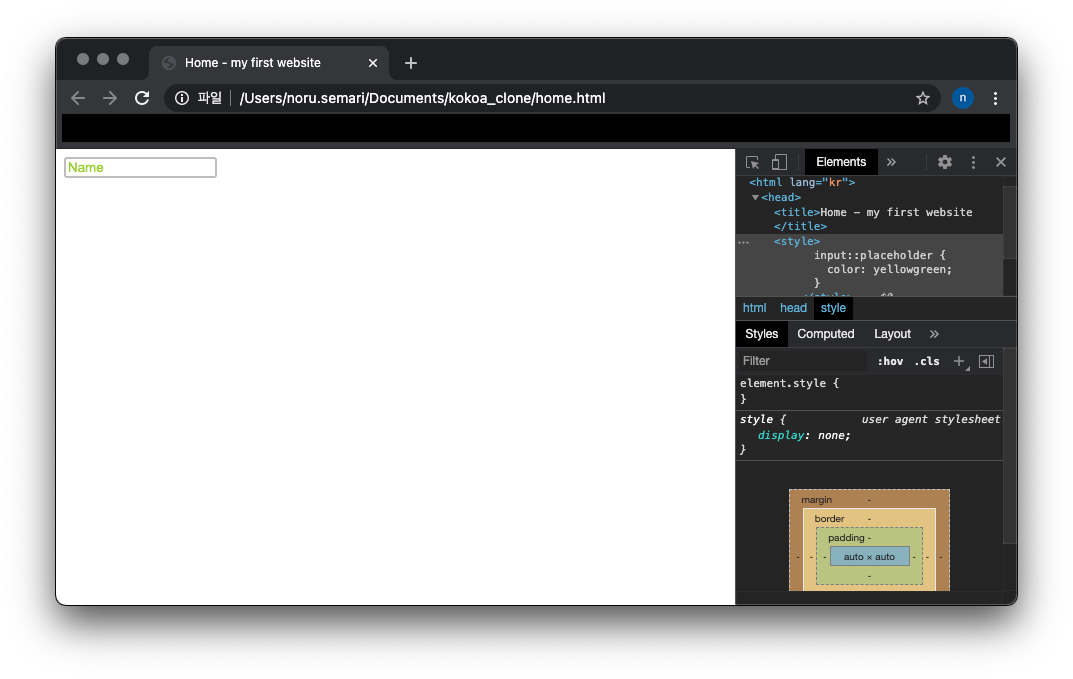 Home - my first website
파일 /Users/noru.semari/Documents/kokoa_clone/home.html
n
Name
Elements
<html lang="kr">
<head>
<title>Home - my first website
</title>
<style>
input::placeholder {
color: yellowgreen;
}
html head style
Styles Computed Layout
Filter :hov .cls
element.style {
}
style { user agent stylesheet
display: none;
}
margin -
border -
padding -
- - - auto × auto - - -
-